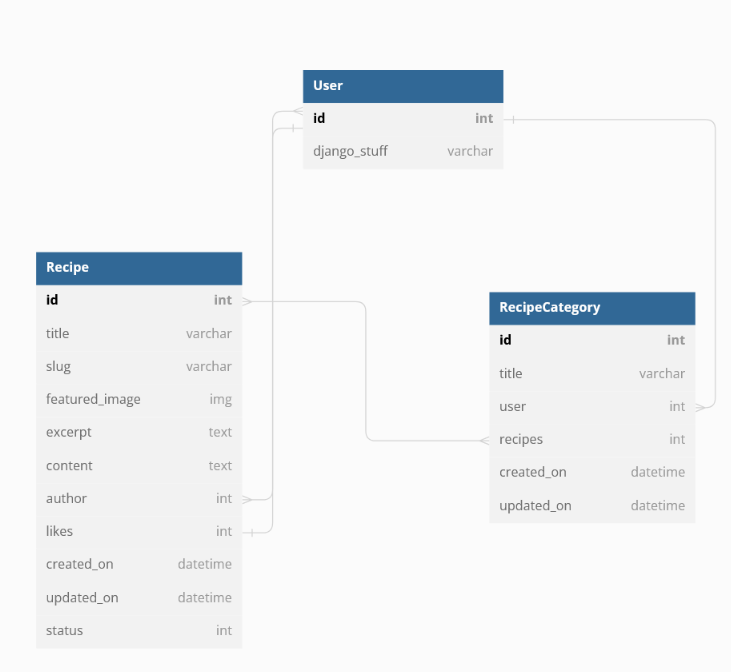 User
id int
django_stuff varchar
Recipe
id int
title varchar
slug varchar
featured_image img
excerpt text
content text
author int
likes int
created_on datetime
updated_on datetime
status int
RecipeCategory
id int
title varchar
user int
recipes int
created_on datetime
updated_on datetime